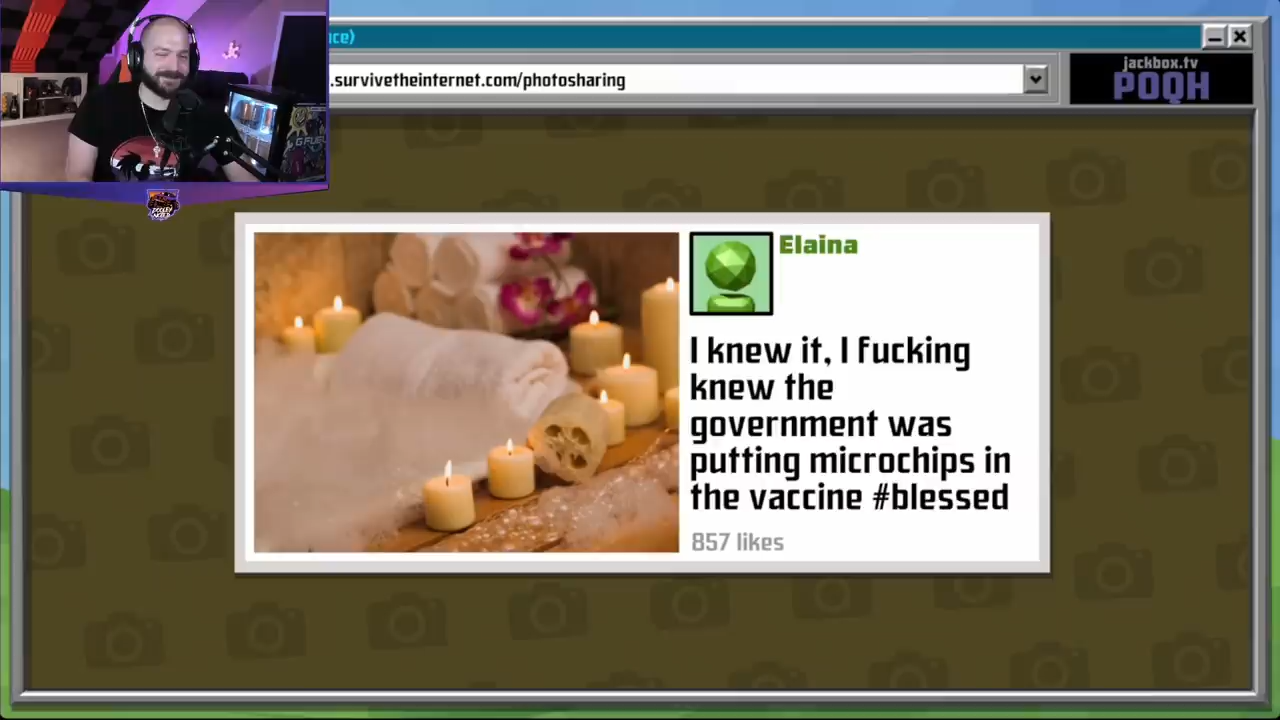 ce)
.survivetheinternet.com/photosharing
jackbox.tv
POQH
G FUEL
Elaina
I knew it, I fucking
knew the
government was
putting microchips in
the vaccine #blessed
857 likes